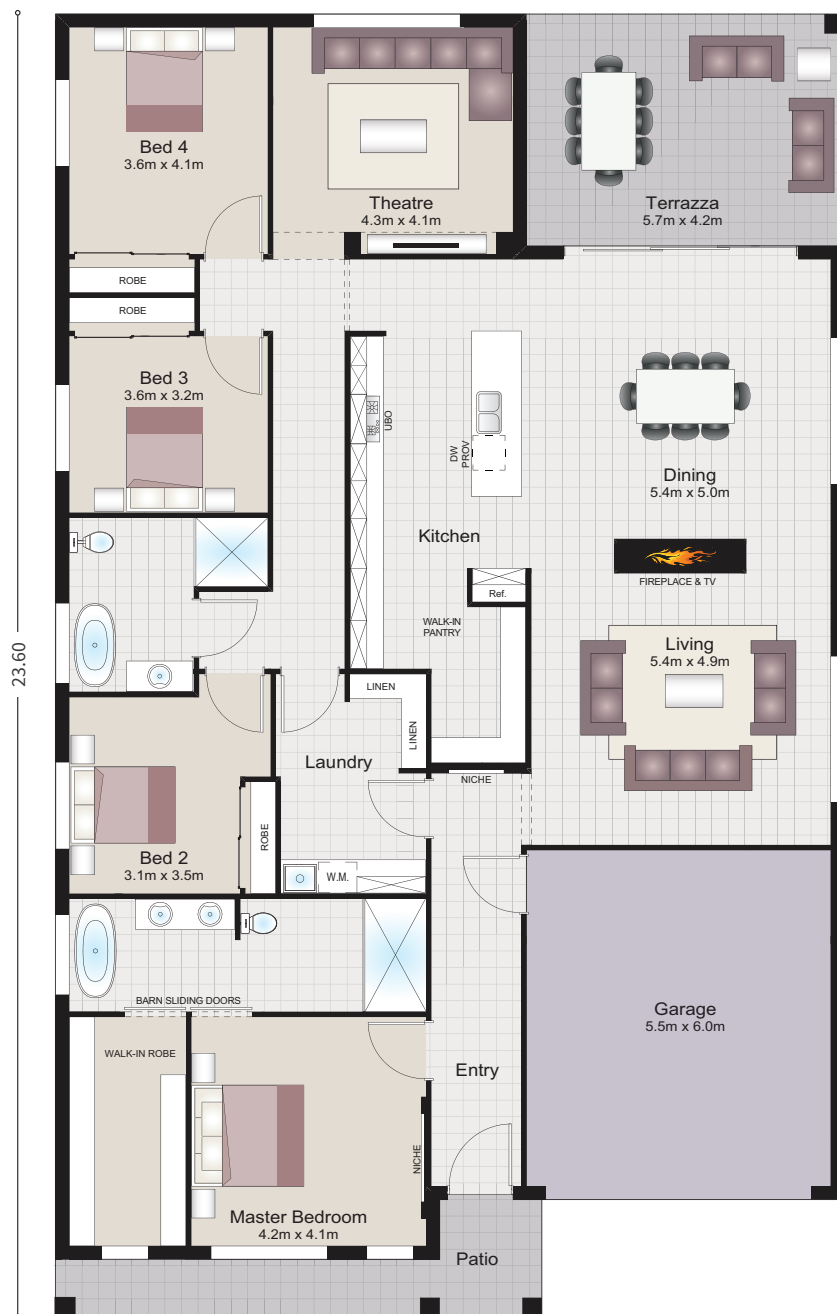 Bed 4
3.6m x 4.1m
Theatre
4.3m x 4.1m
Terrazza
5.7m x 4.2m
ROBE
ROBE
Bed 3
3.6m x 3.2m
UBO
DW
PROV
Dining
5.4m x 5.0m
Kitchen
FIREPLACE & TV
Ref.
WALK-IN
PANTRY
Living
5.4m x 4.9m
23.60
LINEN
LINEN
Laundry
NICHE
ROBE
Bed 2
3.1m x 3.5m
W.M.
BARN SLIDING DOORS
Garage
5.5m x 6.0m
WALK-IN ROBE
Entry
NICHE
Master Bedroom
4.2m x 4.1m
Patio